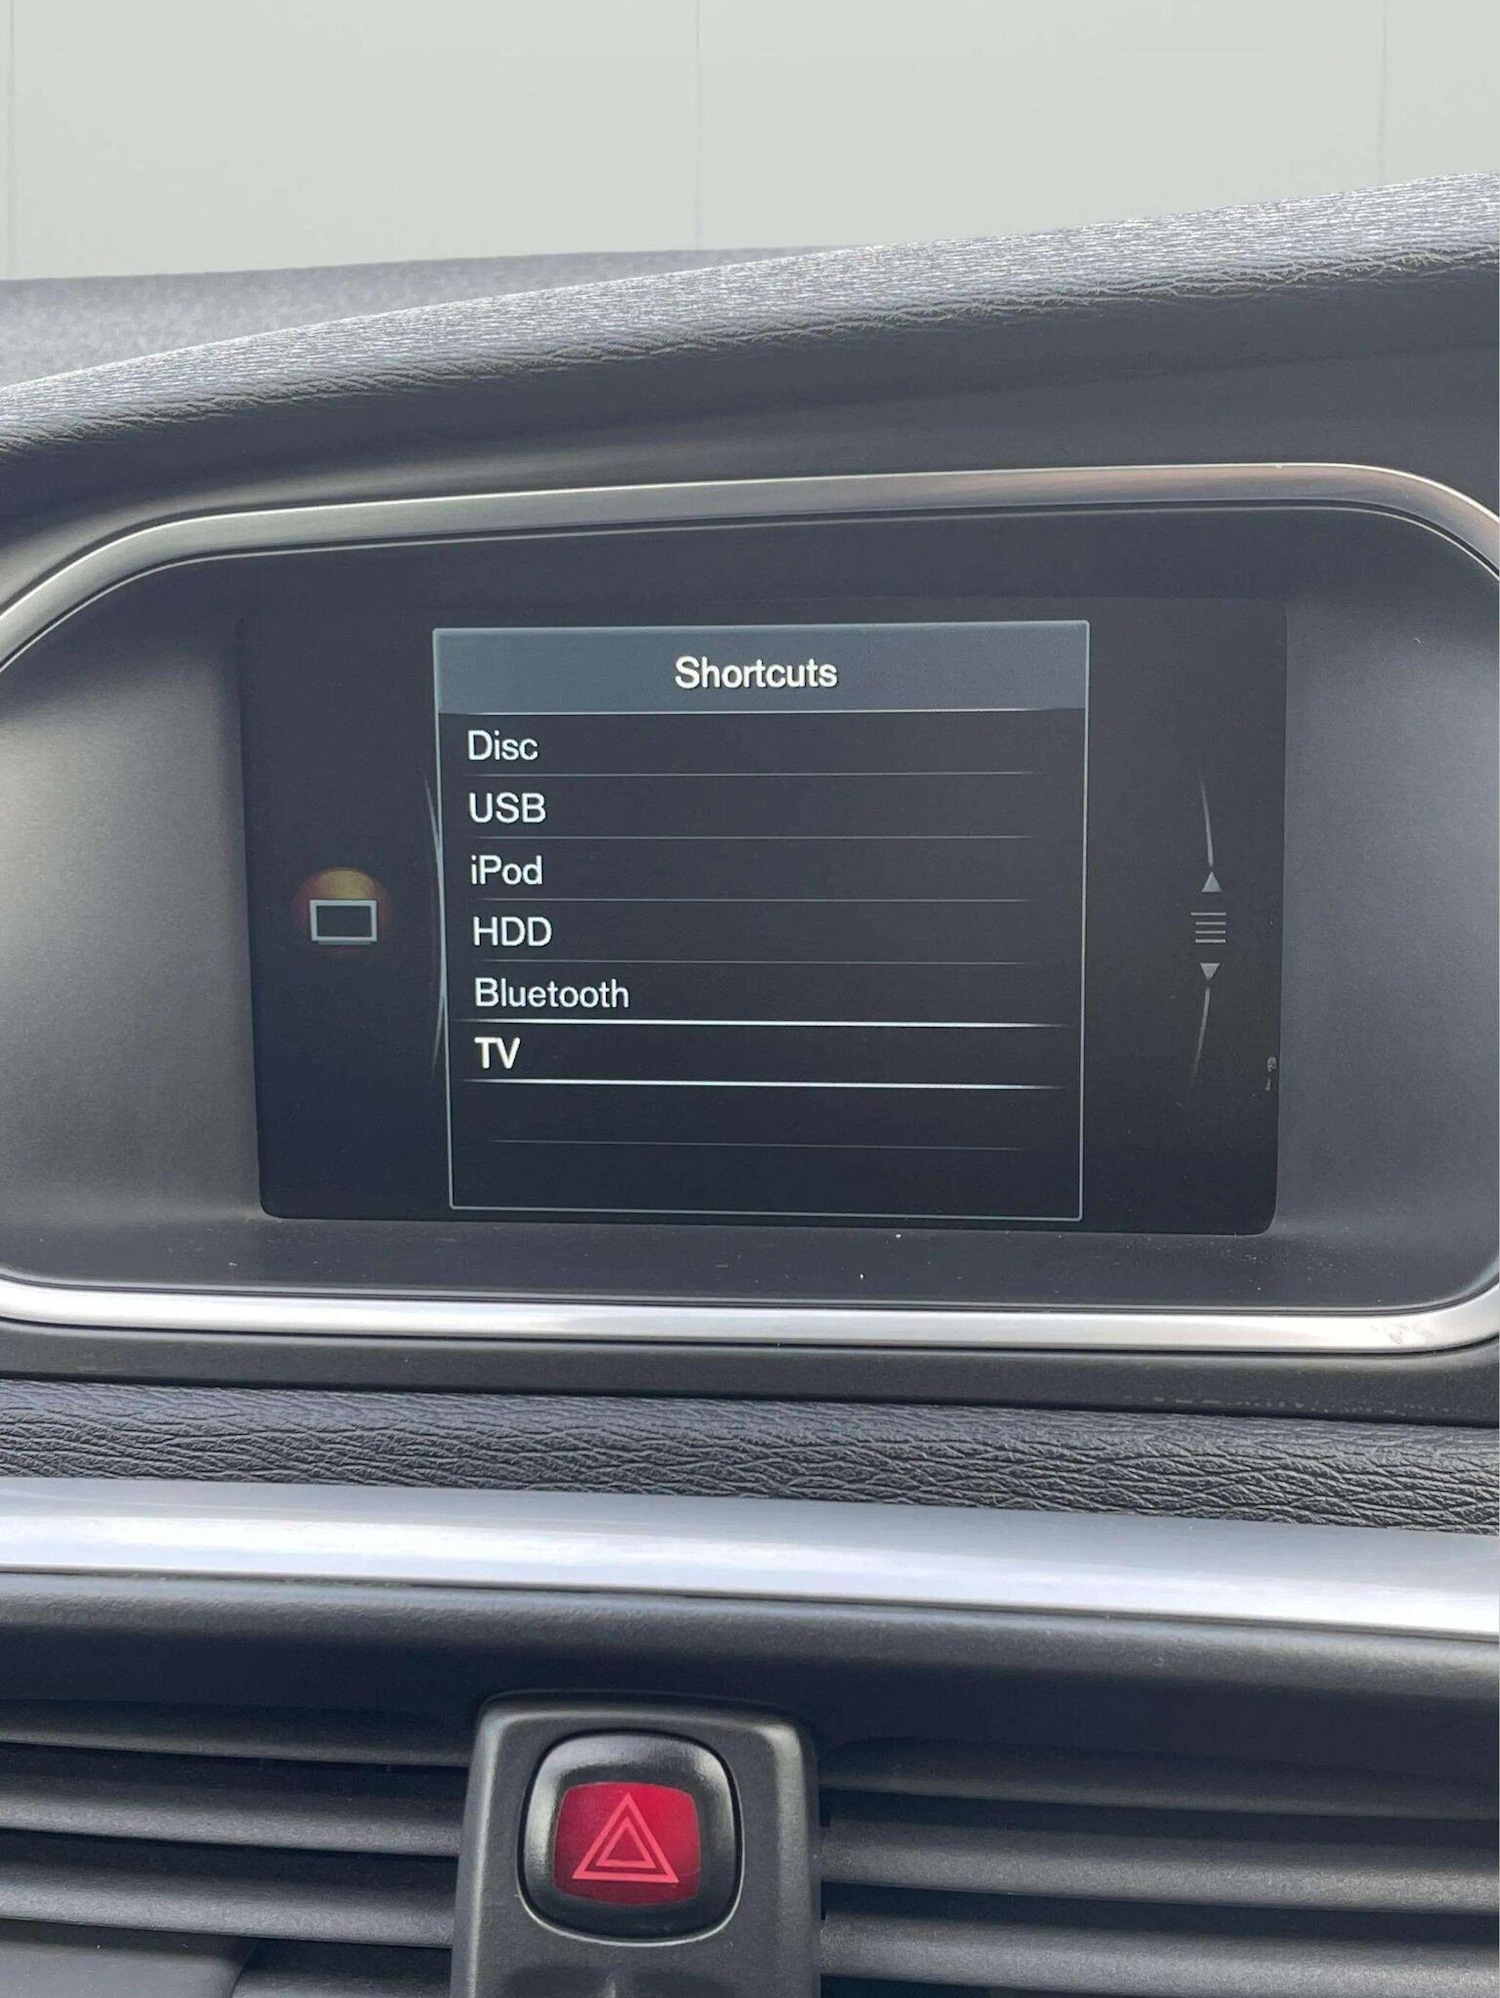 Shortcuts
Disc
USB
iPod
HDD
Bluetooth
TV